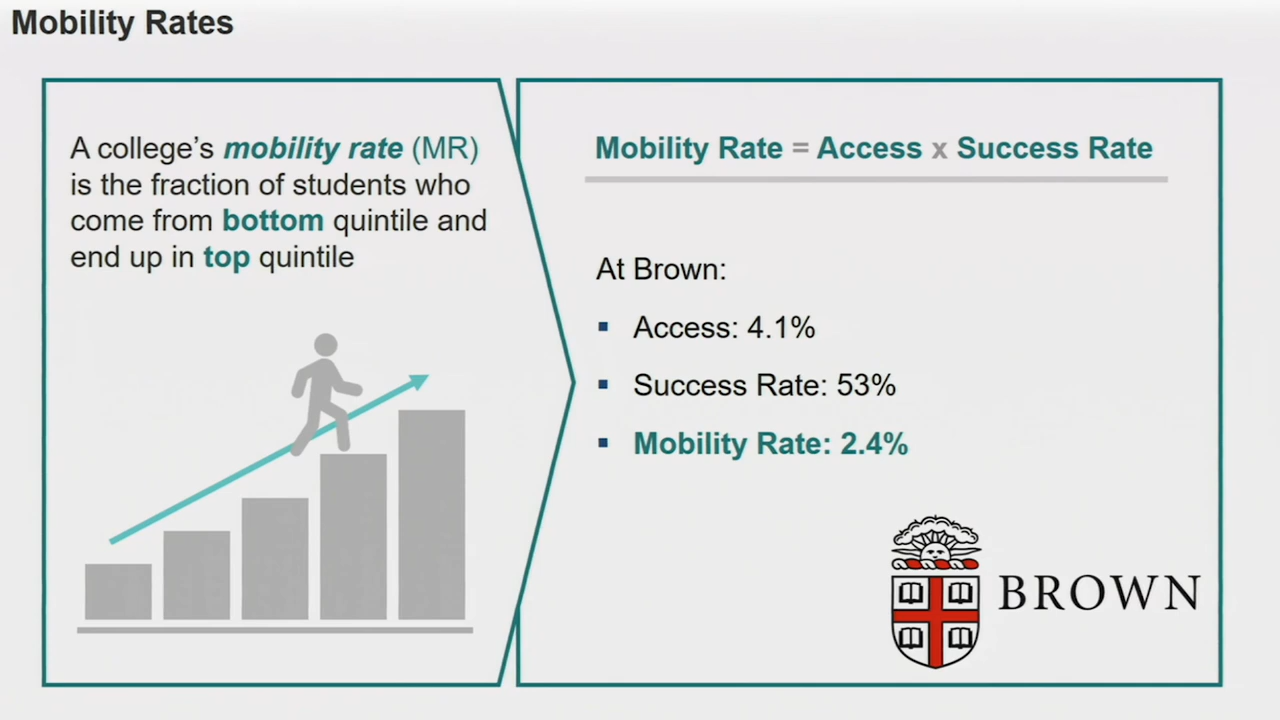 Mobility Rates
A college's mobility rate (MR)
is the fraction of students who
come from bottom quintile and
end up in top quintile
Mobility Rate = Access x Success Rate
At Brown:
▪ Access: 4.1%
▪ Success Rate: 53%
▪ Mobility Rate: 2.4%
BROWN